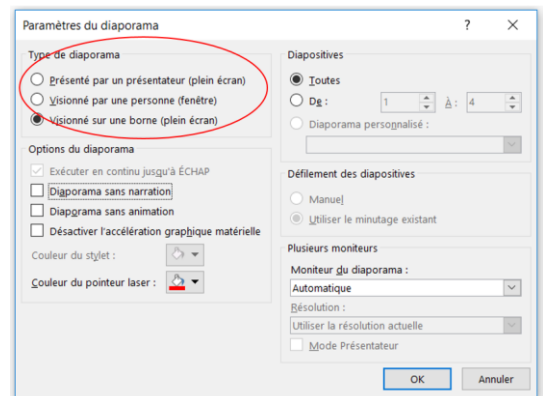 Paramètres du diaporama ? ×
Type de diaporama
Présenté par un présentateur (plein écran)
Visionné par une personne (fenêtre)
Visionné sur une borne (plein écran)
Options du diaporama
Exécuter en continu jusqu'à ÉCHAP
Diaporama sans narration
Diaporama sans animation
Désactiver l'accélération graphique matérielle
Couleur du stylet :
Couleur du pointeur laser :
Diapositives
Toutes
De : 1 À : 4
Diaporama personnalisé :
Défilement des diapositives
Manuel
Utiliser le minutage existant
Plusieurs moniteurs
Moniteur du diaporama :
Automatique
Résolution :
Utiliser la résolution actuelle
Mode Présentateur
OK Annuler